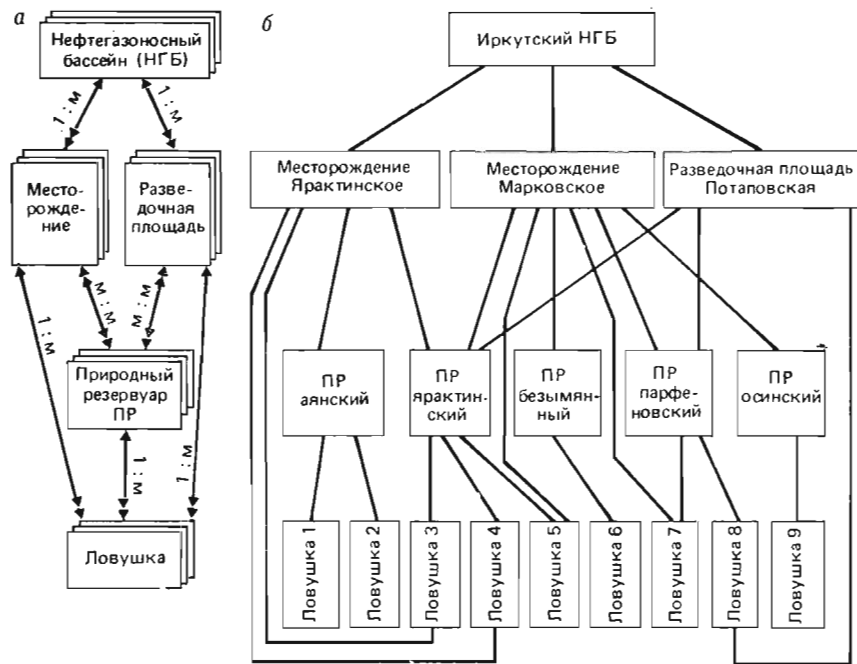 а
Нефтегазоносный
бассейн (НГБ)
1 : м
1 : м
Место-
рожде-
ние
Разве-
дочная
площадь
м : м
м : м
1 : м
1 : м
Природный
резервуар
ПР
1 : м
Ловушка
б
Иркутский НГБ
Месторождение
Ярактинское
Месторождение
Марковское
Разведочная площадь
Потаповская
ПР
аянский
ПР
ярактин-
ский
ПР
безымян-
ный
ПР
парфе-
новский
ПР
осинский
Ловушка 1
Ловушка 2
Ловушка 3
Ловушка 4
Ловушка 5
Ловушка 6
Ловушка 7
Ловушка 8
Ловушка 9